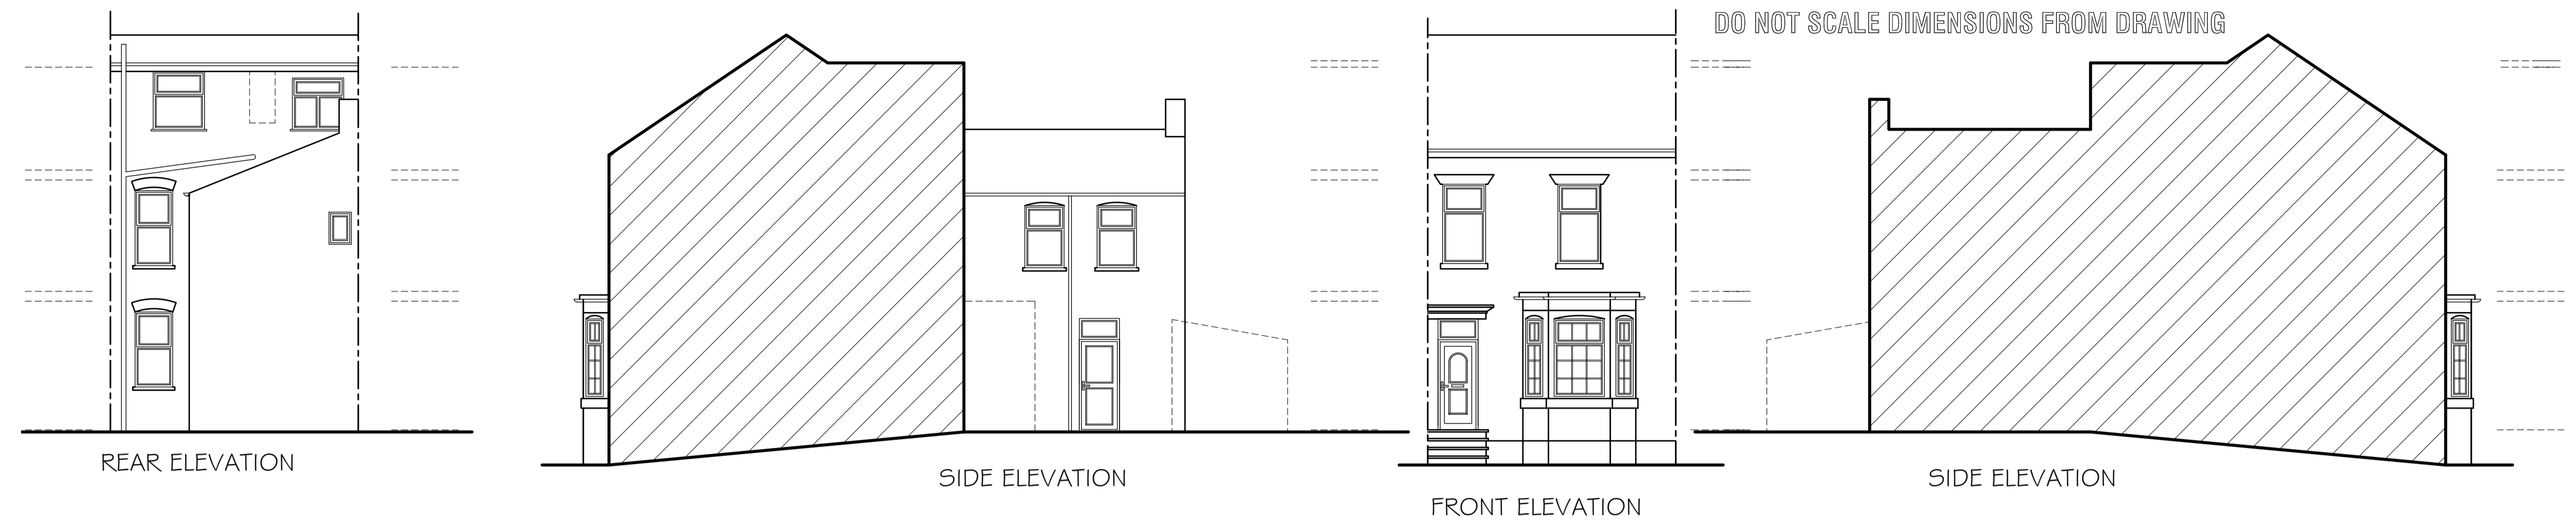 DO NOT SCALE DIMENSIONS FROM DRAWING
REAR ELEVATION
SIDE ELEVATION
FRONT ELEVATION
SIDE ELEVATION